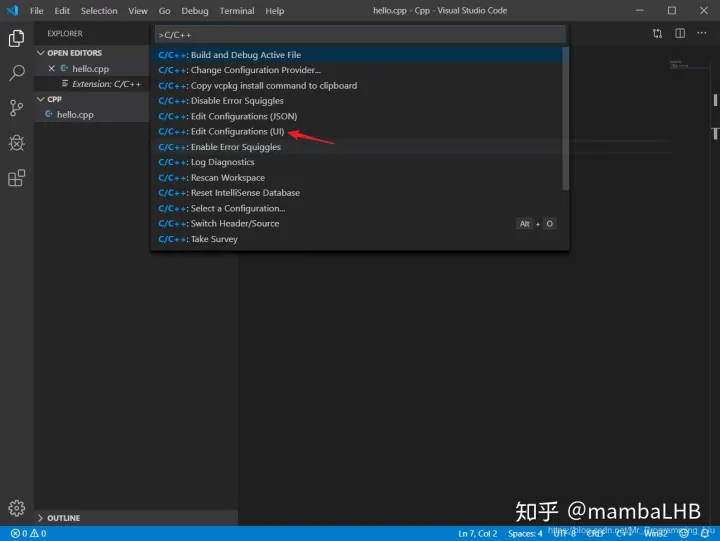 File Edit Selection View Go Debug Terminal Help hello.cpp - Cpp - Visual Studio Code
EXPLORER
>C/C++
OPEN EDITORS
hello.cpp
Extension: C/C++
CPP
hello.cpp
C/C++: Build and Debug Active File
C/C++: Change Configuration Provider...
C/C++: Copy vcpkg install command to clipboard
C/C++: Disable Error Squiggles
C/C++: Edit Configurations (JSON)
C/C++: Edit Configurations (UI)
C/C++: Enable Error Squiggles
C/C++: Log Diagnostics
C/C++: Rescan Workspace
C/C++: Reset IntelliSense Database
C/C++: Select a Configuration...
C/C++: Switch Header/Source Alt + O
C/C++: Take Survey
OUTLINE
知乎 @mambaLHB
https://blog.csdn.net/Mr_Programming_Liu
0 0 Ln 7, Col 2 Spaces: 4 UTF-8 CRLF C++ Win32